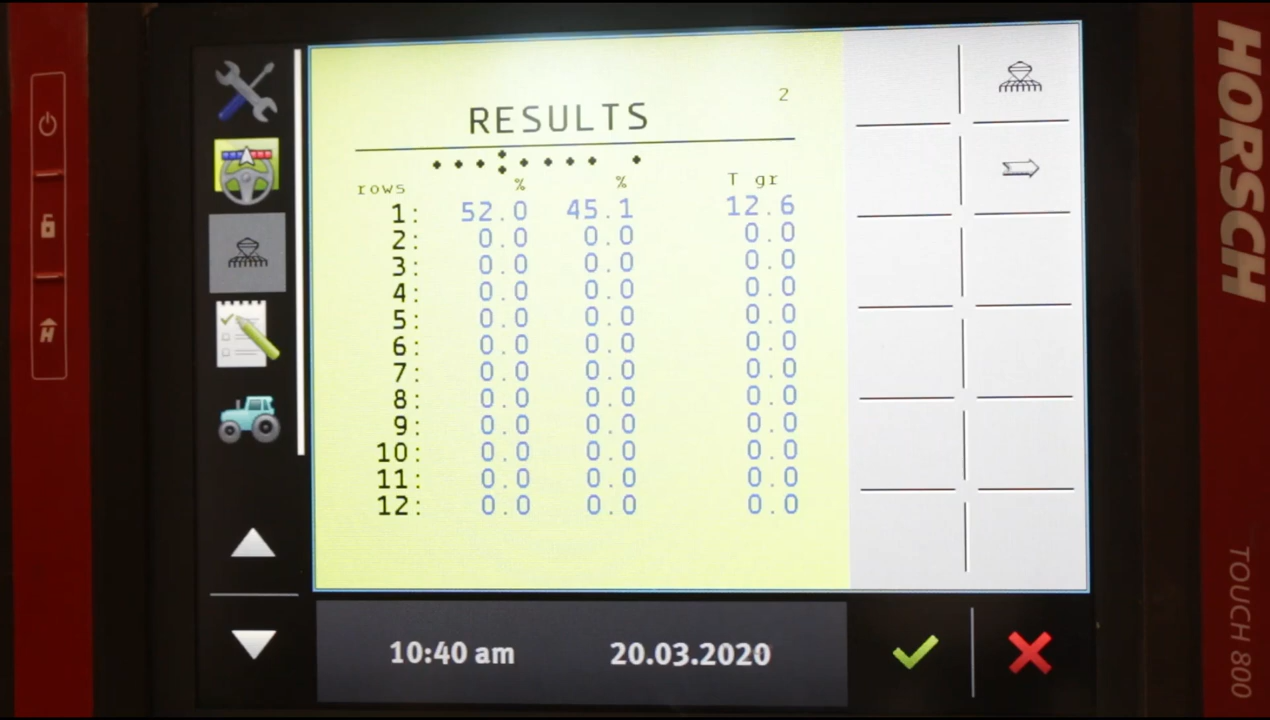 2
RESULTS
rows % % T gr
1: 52.0 45.1 12.6
2: 0.0 0.0 0.0
3: 0.0 0.0 0.0
4: 0.0 0.0 0.0
5: 0.0 0.0 0.0
6: 0.0 0.0 0.0
7: 0.0 0.0 0.0
8: 0.0 0.0 0.0
9: 0.0 0.0 0.0
10: 0.0 0.0 0.0
11: 0.0 0.0 0.0
12: 0.0 0.0 0.0
10:40 am 20.03.2020
H
HORSCH
TOUCH 800